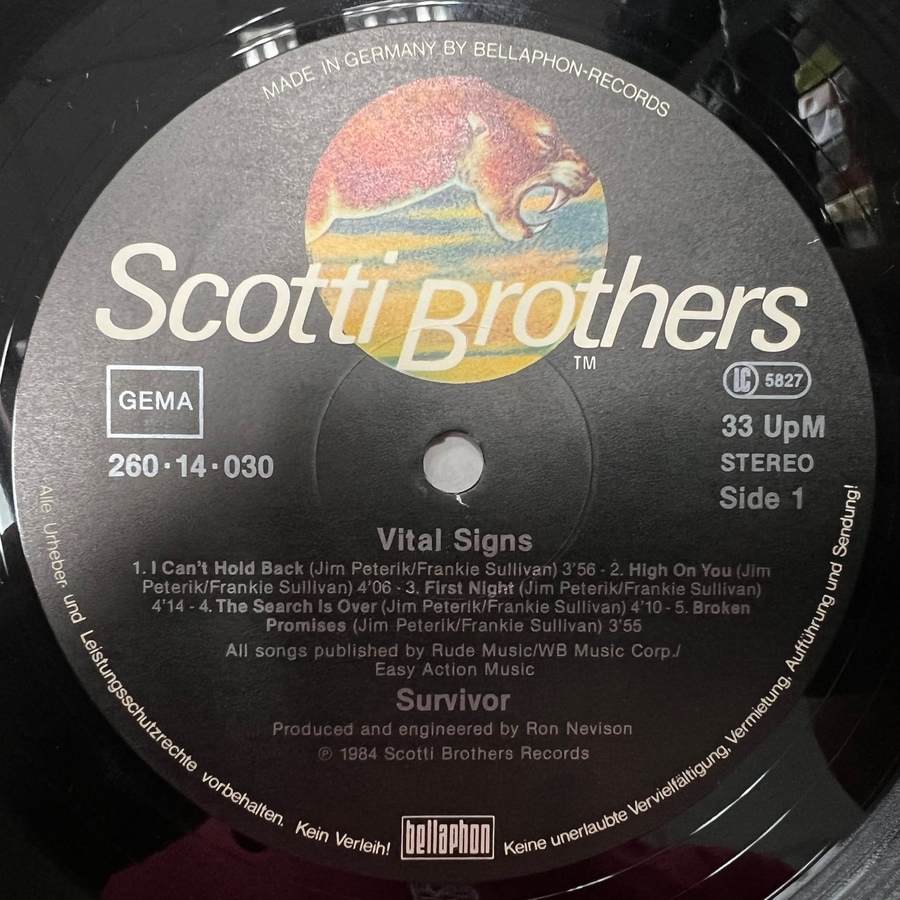 MADE IN GERMANY BY BELLAPHON-RECORDS
Scotti Brothers
TM
GEMA
LC 5827
260·14·030
33 UpM
STEREO
Side 1
Vital Signs
1. I Can't Hold Back (Jim Peterik/Frankie Sullivan) 3'56 - 2. High On You (Jim
Peterik/Frankie Sullivan) 4'06 - 3. First Night (Jim Peterik/Frankie Sullivan)
4'14 - 4. The Search Is Over (Jim Peterik/Frankie Sullivan) 4'10 - 5. Broken
Promises (Jim Peterik/Frankie Sullivan) 3'55
All songs published by Rude Music/WB Music Corp./
Easy Action Music
Survivor
Produced and engineered by Ron Nevison
℗ 1984 Scotti Brothers Records
Alle Urheber- und Leistungsschutzrechte vorbehalten. Kein Verleih!
bellaphon
Keine unerlaubte Vervielfältigung, Vermietung, Aufführung und Sendung!